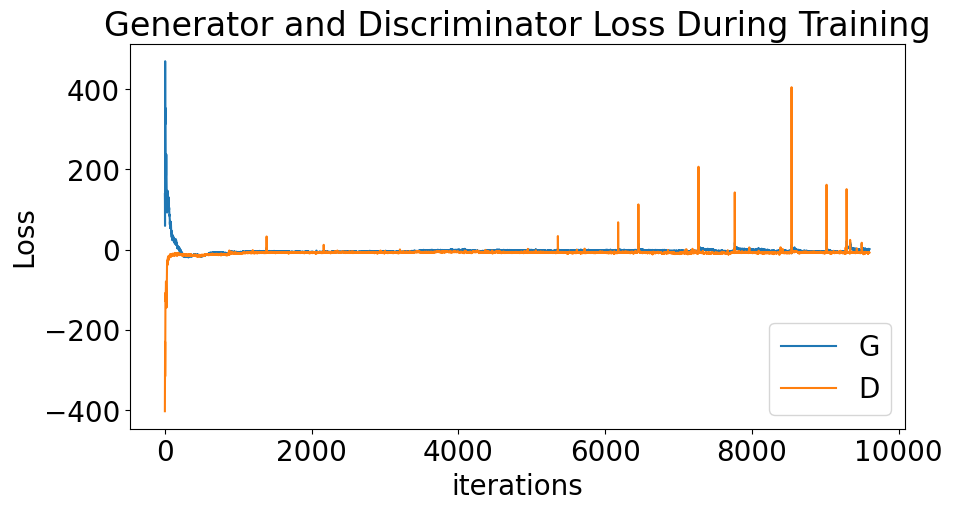 Generator and Discriminator Loss During Training
Loss
400
200
0
−200
−400
0 2000 4000 6000 8000 10000
iterations
G
D